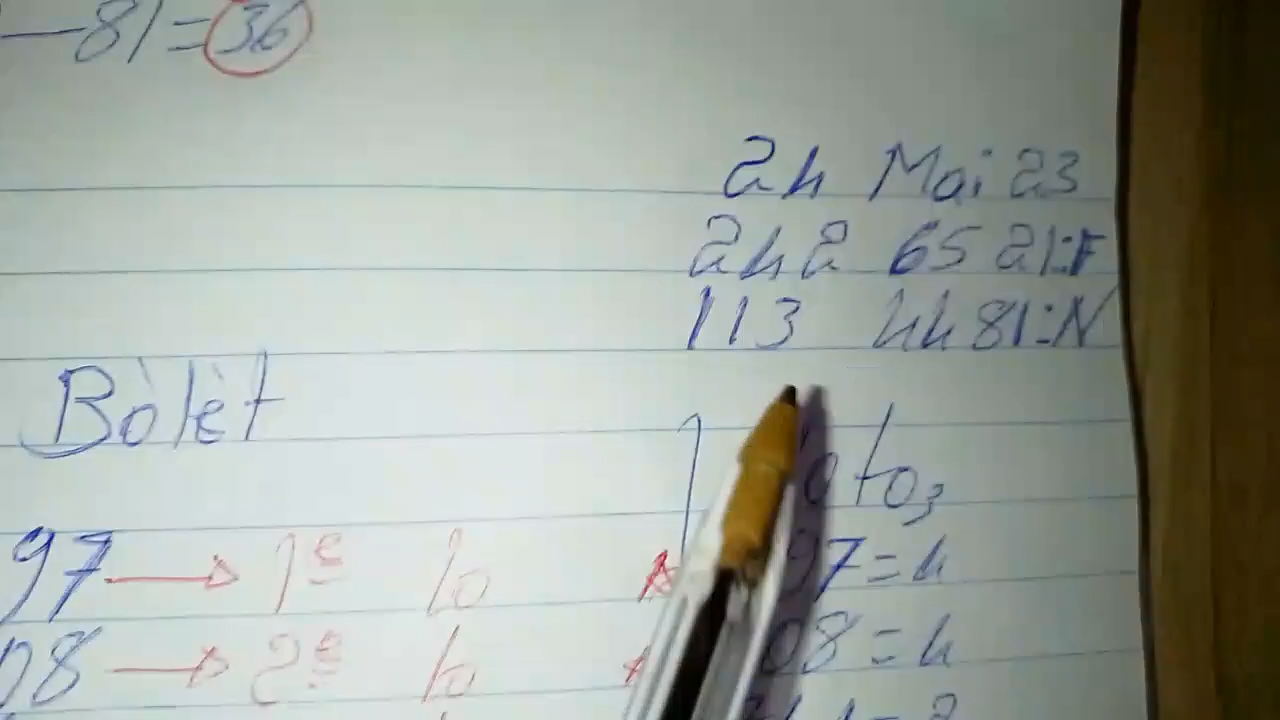 —81=36
24 Mai 23
242 65 21:F
113 44 81:N
Bòlèt
97 → 1e lo
08 → 2e lo
97=4
08=4